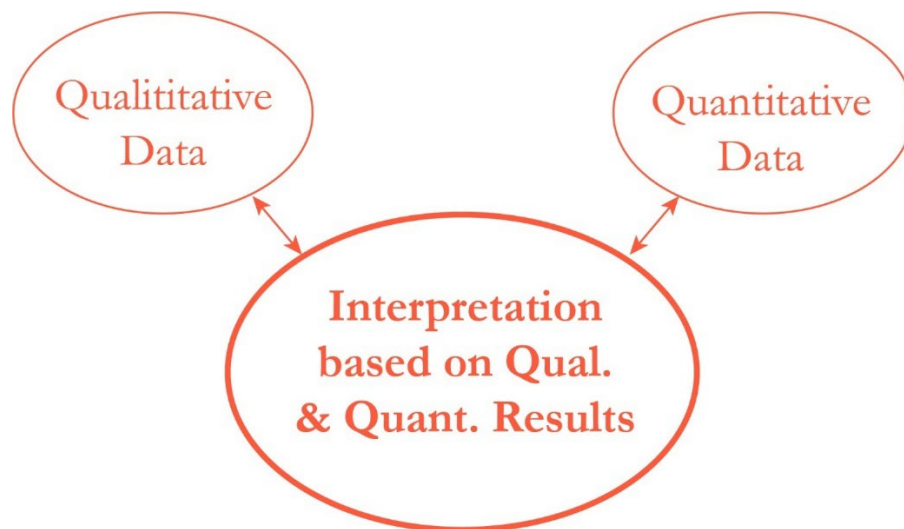 Qualititative
Data
Quantitative
Data
Interpretation
based on Qual.
& Quant. Results